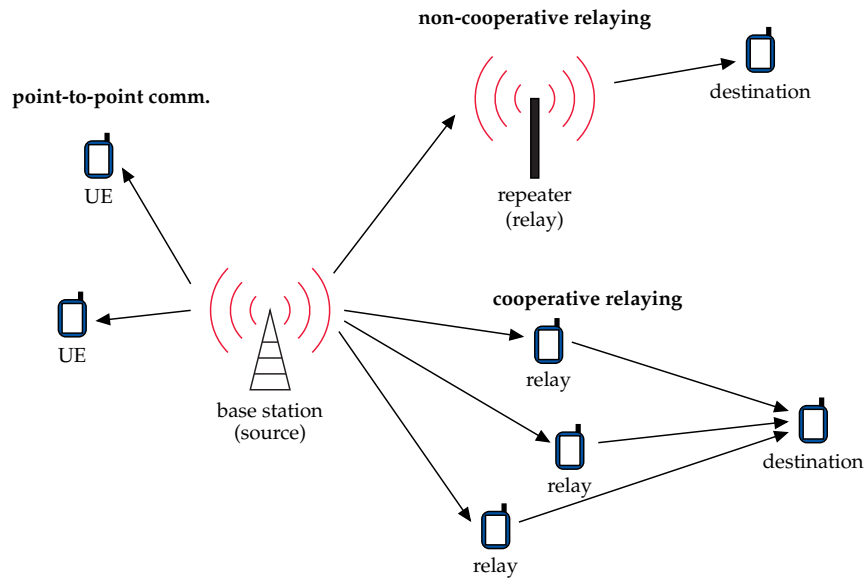 non-cooperative relaying
destination
point-to-point comm.
UE
repeater
(relay)
UE
cooperative relaying
relay
base station
(source)
destination
relay
relay